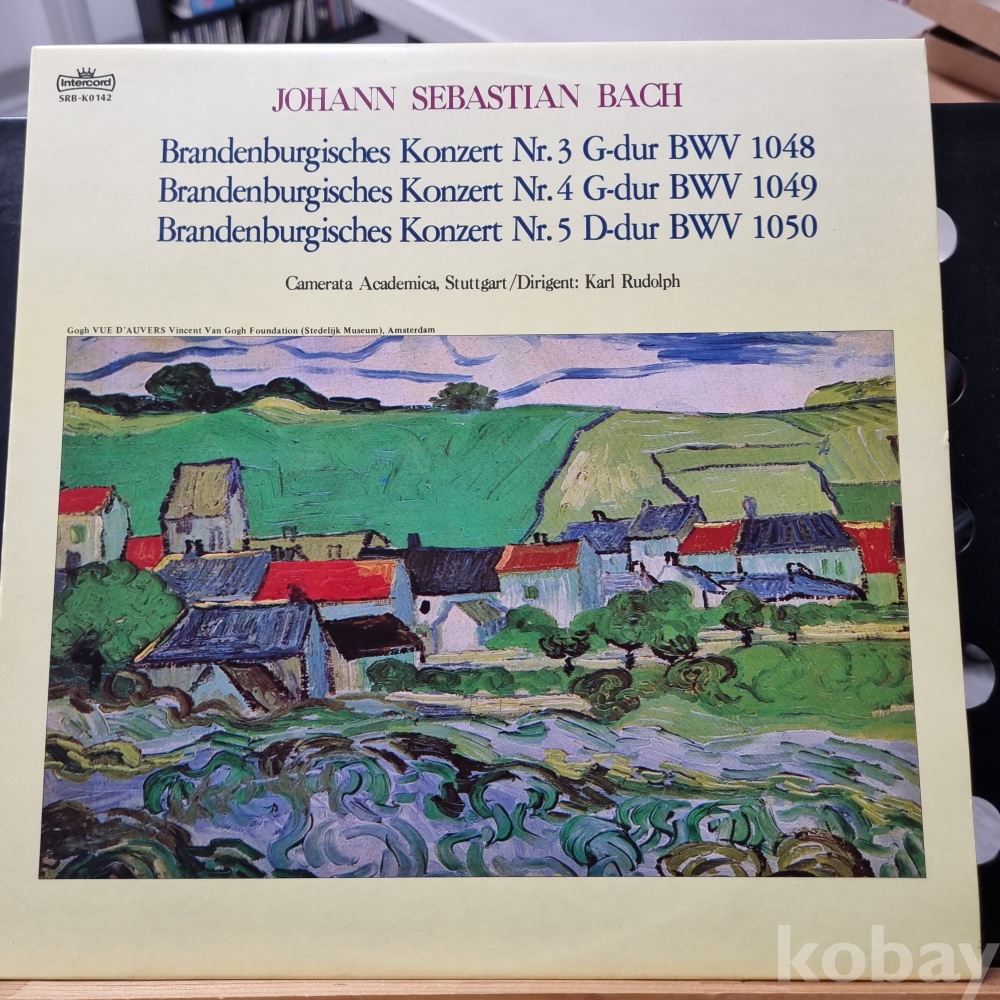 Intercord
SRB-K0142
JOHANN SEBASTIAN BACH
Brandenburgisches Konzert Nr. 3 G-dur BWV 1048
Brandenburgisches Konzert Nr. 4 G-dur BWV 1049
Brandenburgisches Konzert Nr. 5 D-dur BWV 1050
Camerata Academica, Stuttgart/Dirigent: Karl Rudolph
Gogh VUE D'AUVERS Vincent Van Gogh Foundation (Stedelijk Museum), Amsterdam
kobay